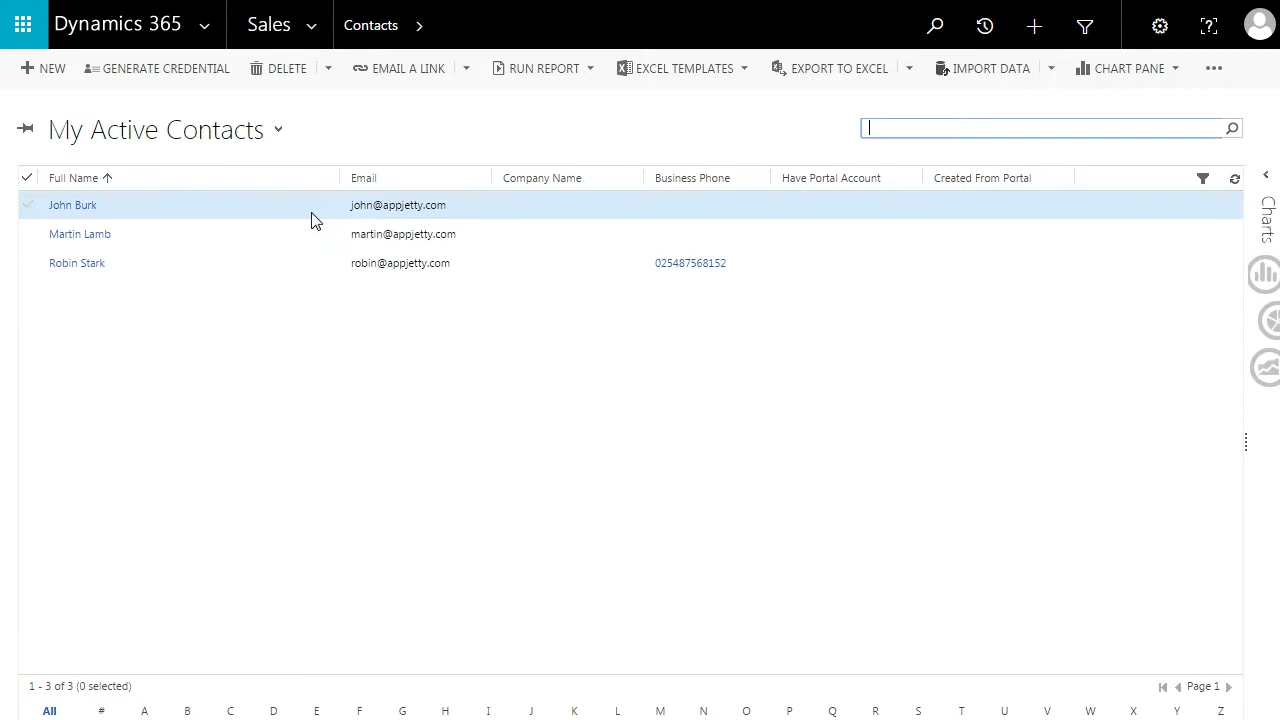 Dynamics 365 Sales Contacts
NEW GENERATE CREDENTIAL DELETE EMAIL A LINK RUN REPORT EXCEL TEMPLATES EXPORT TO EXCEL IMPORT DATA CHART PANE
My Active Contacts
Full Name Email Company Name Business Phone Have Portal Account Created From Portal
John Burk john@appjetty.com
Martin Lamb martin@appjetty.com
Robin Stark robin@appjetty.com 025487568152
Charts
1 - 3 of 3 (0 selected) Page 1
All # A B C D E F G H I J K L M N O P Q R S T U V W X Y Z